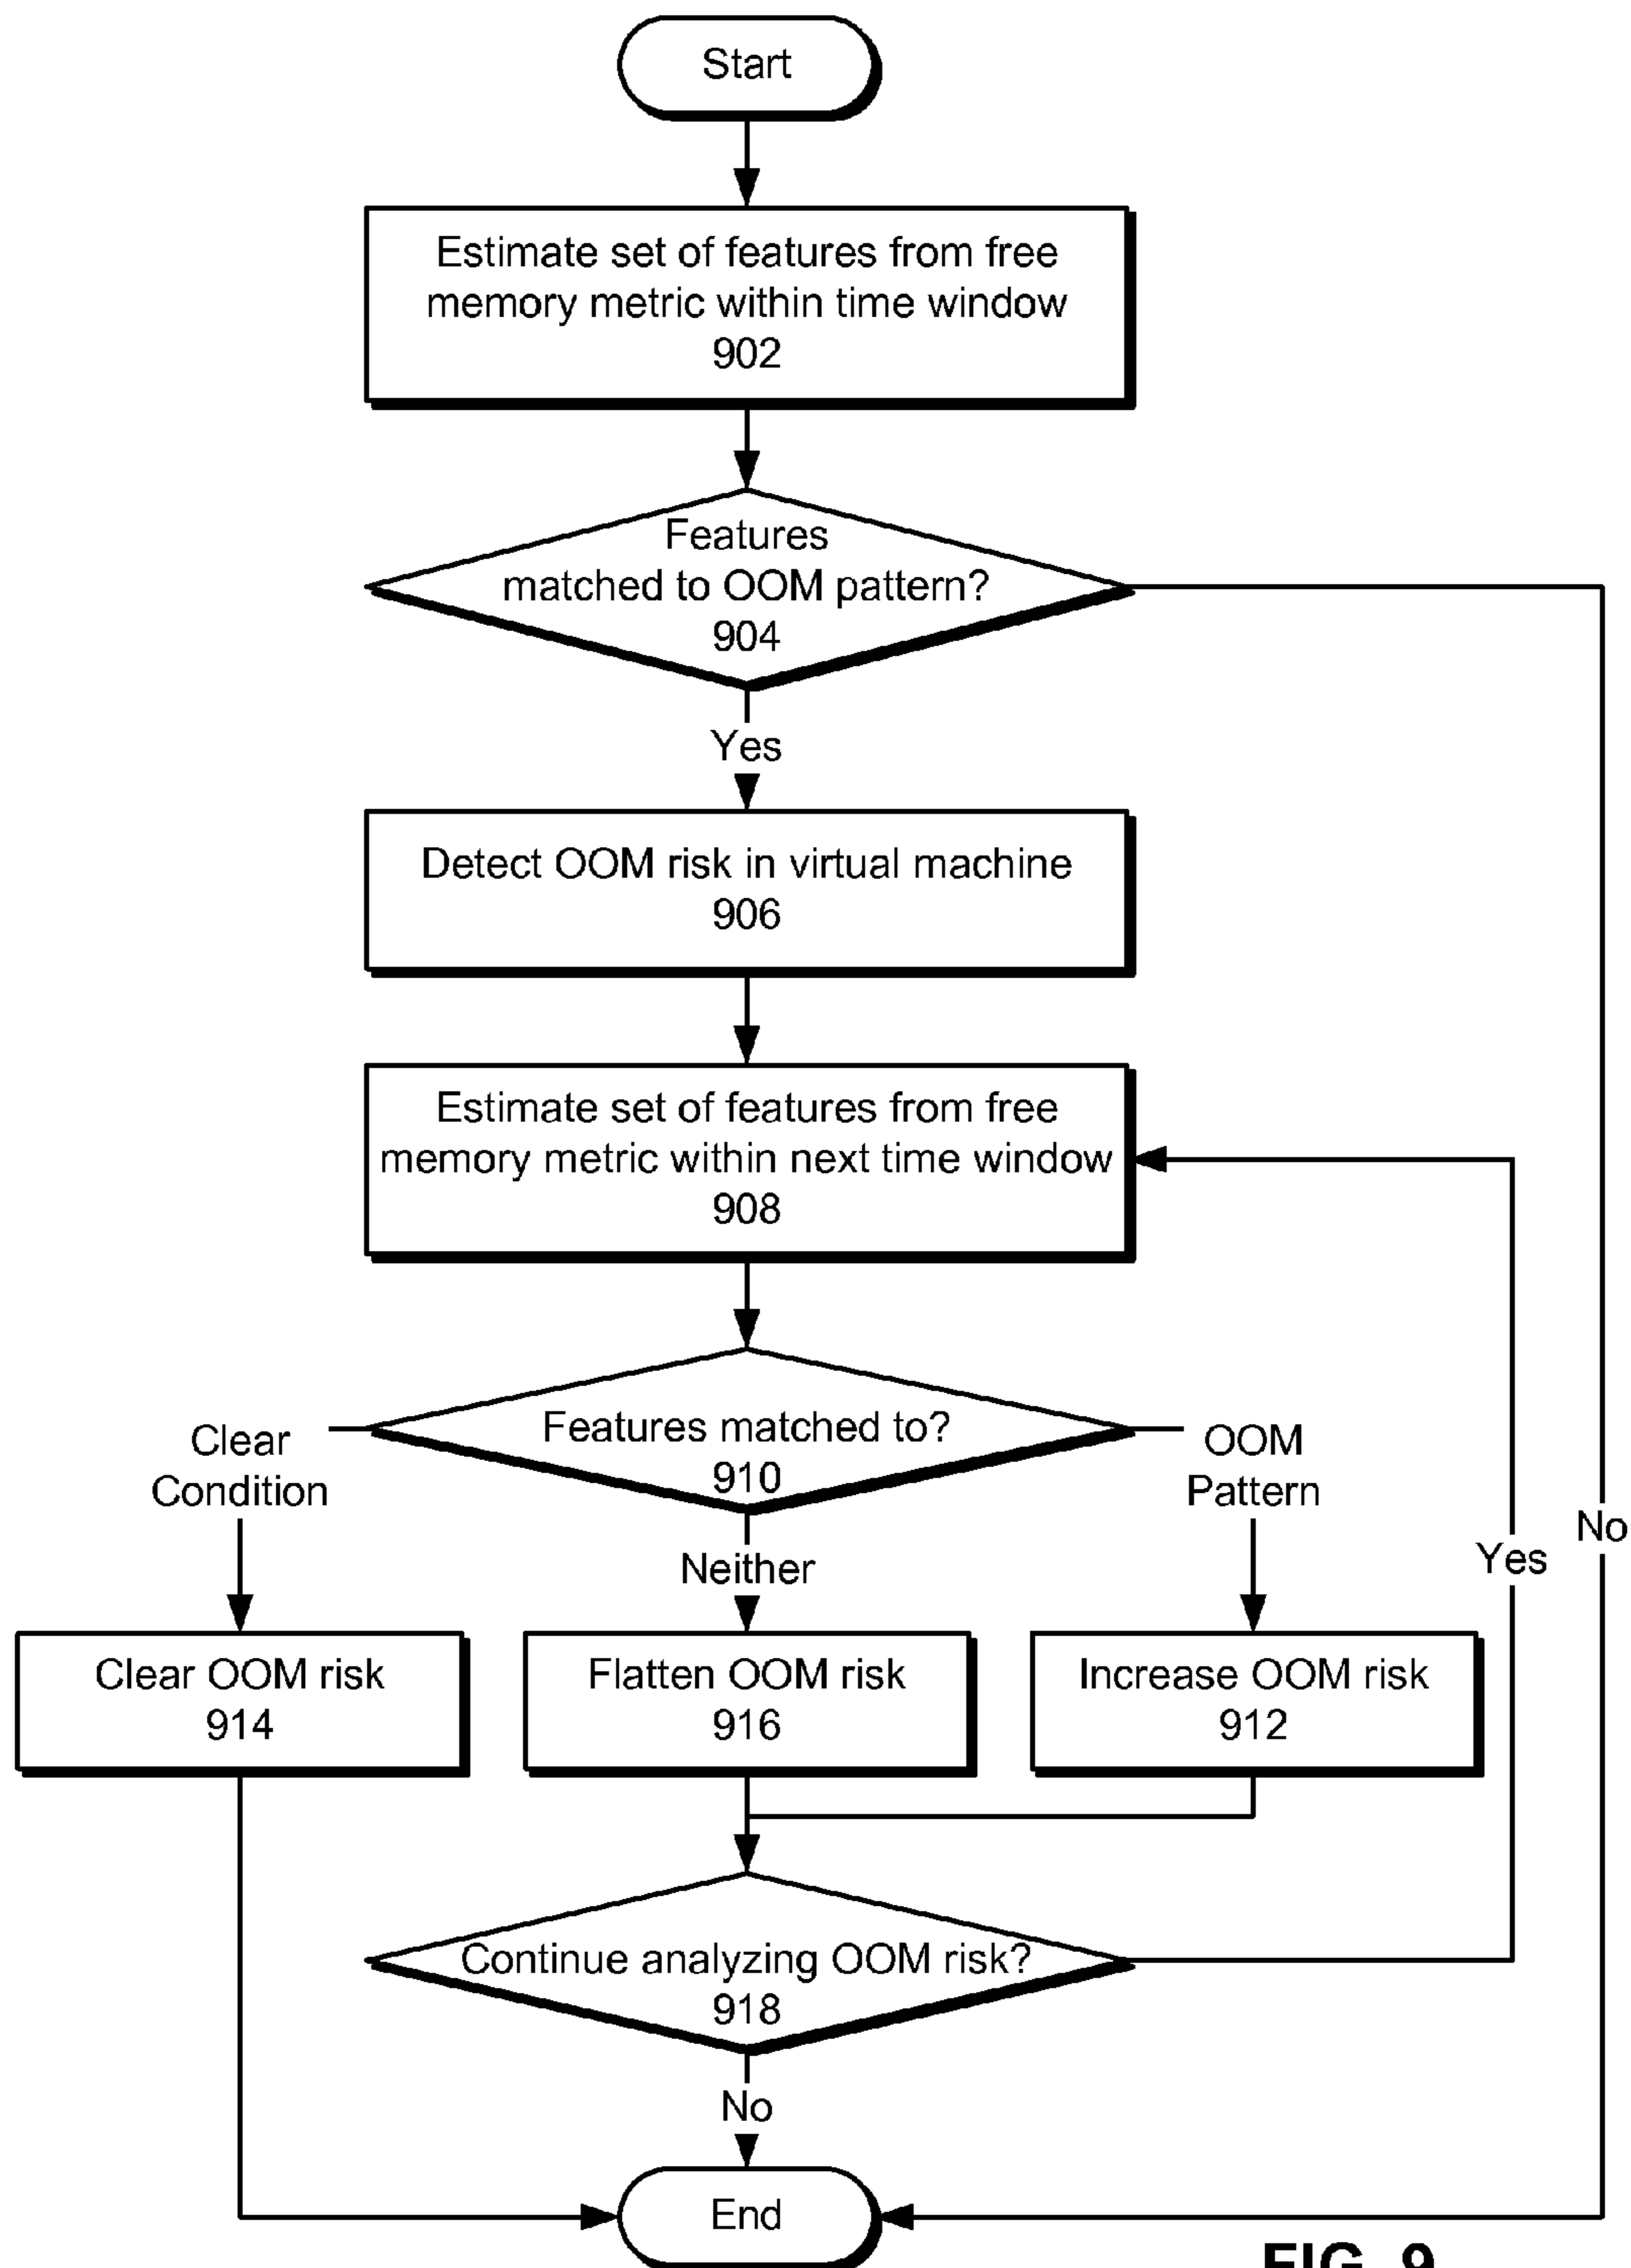 Start
Estimate set of features from free
memory metric within time window
902
Features
matched to OOM pattern?
904
Yes
Detect OOM risk in virtual machine
906
Estimate set of features from free
memory metric within next time window
908
Features matched to?
910
Clear
Condition
Neither
OOM
Pattern
Yes
No
Clear OOM risk
914
Flatten OOM risk
916
Increase OOM risk
912
Continue analyzing OOM risk?
918
No
End
FIG. 9